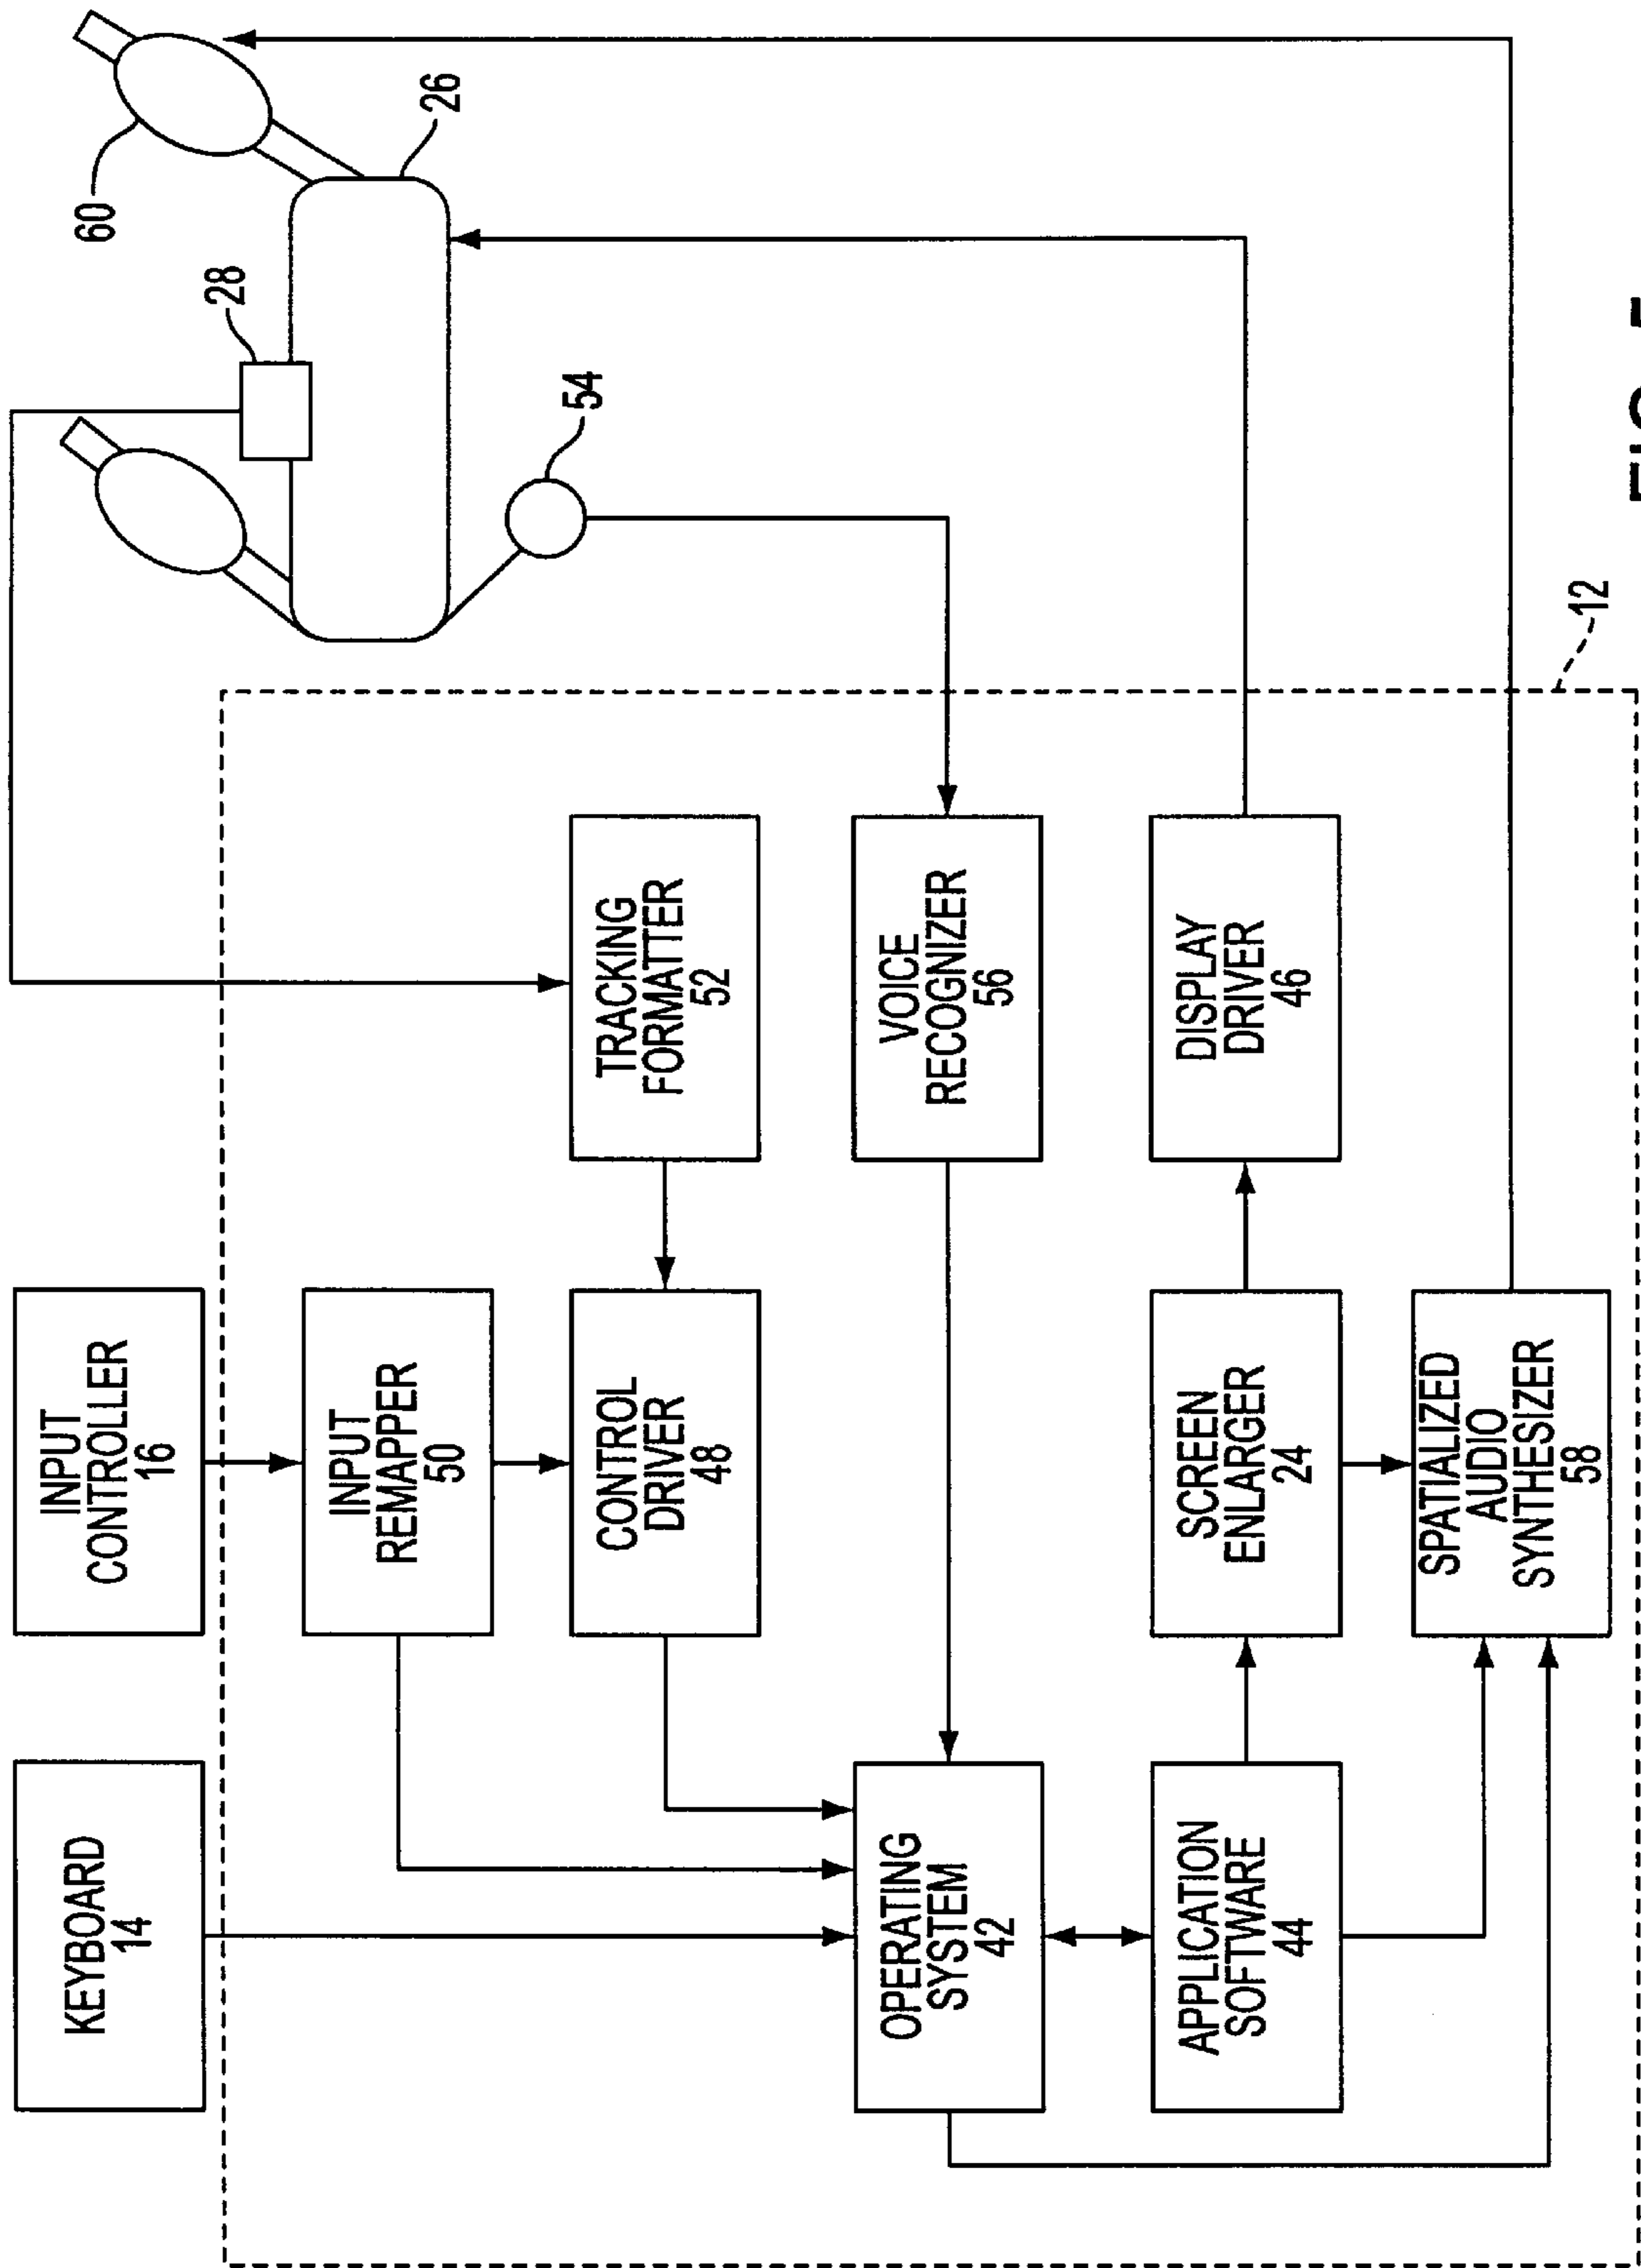 KEYBOARD
14
INPUT
CONTROLLER
16
INPUT
REMAPPER
50
CONTROL
DRIVER
48
TRACKING
FORMATTER
52
OPERATING
SYSTEM
42
VOICE
RECOGNIZER
56
APPLICATION
SOFTWARE
44
SCREEN
ENLARGER
24
DISPLAY
DRIVER
46
SPATIALIZED
AUDIO
SYNTHESIZER
58
12
28
60
26
54